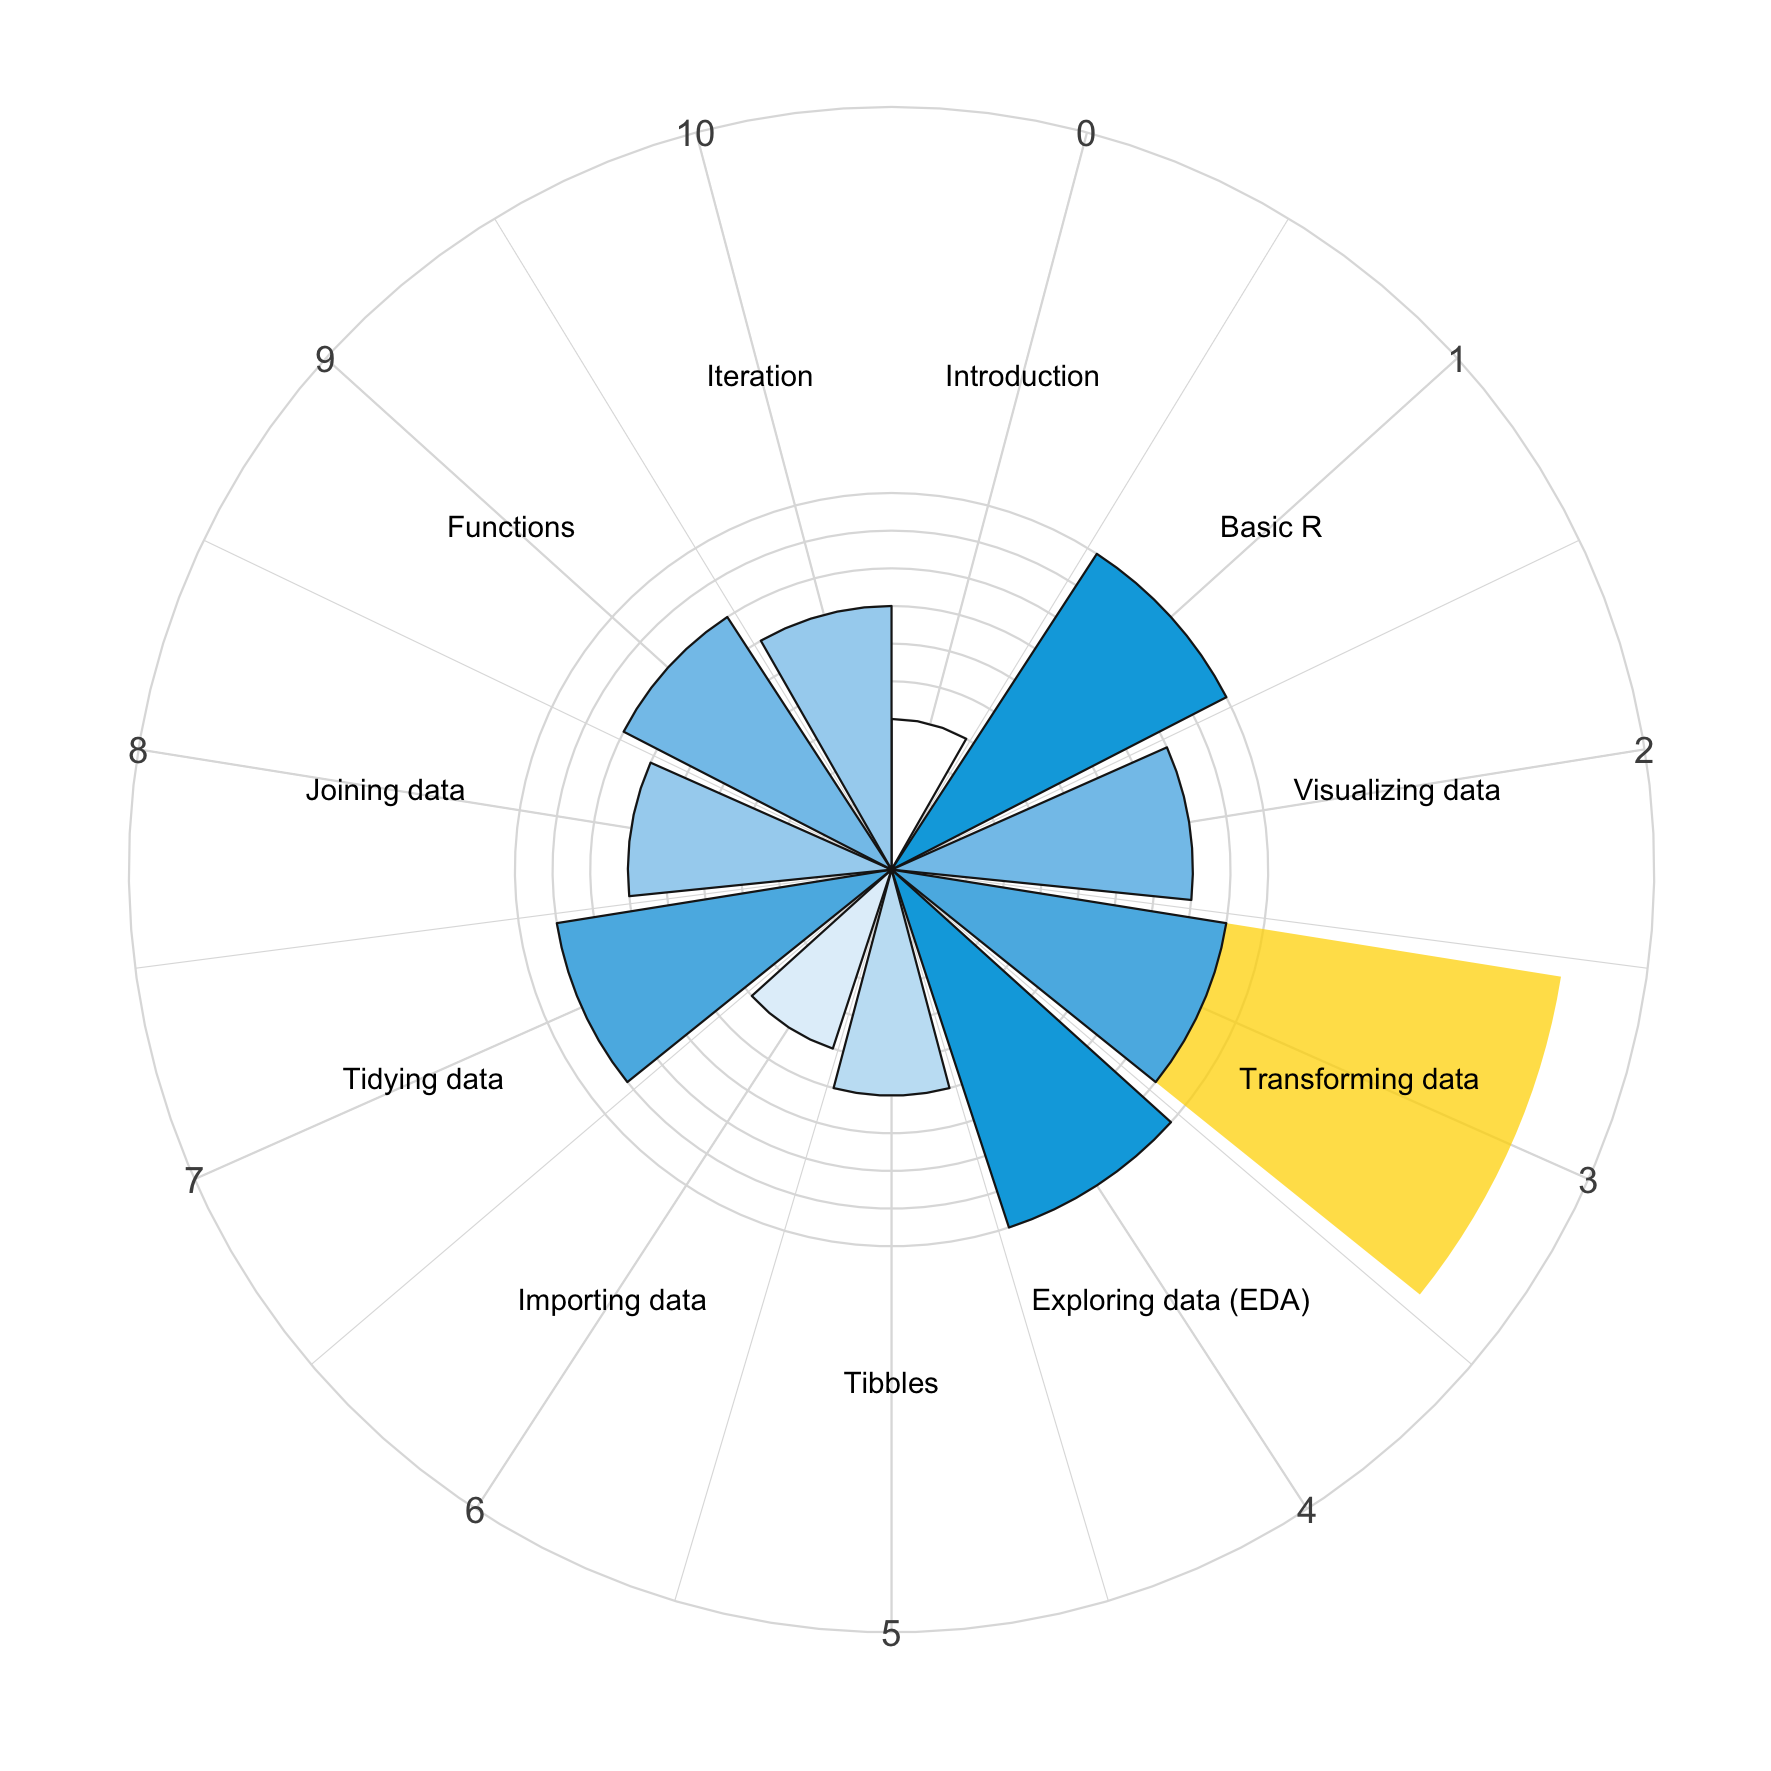 10
0
9
1
Iteration
Introduction
Functions
Basic R
8
2
Joining data
Visualizing data
Tidying data
Transforming data
7
3
Importing data
Exploring data (EDA)
Tibbles
6
4
5